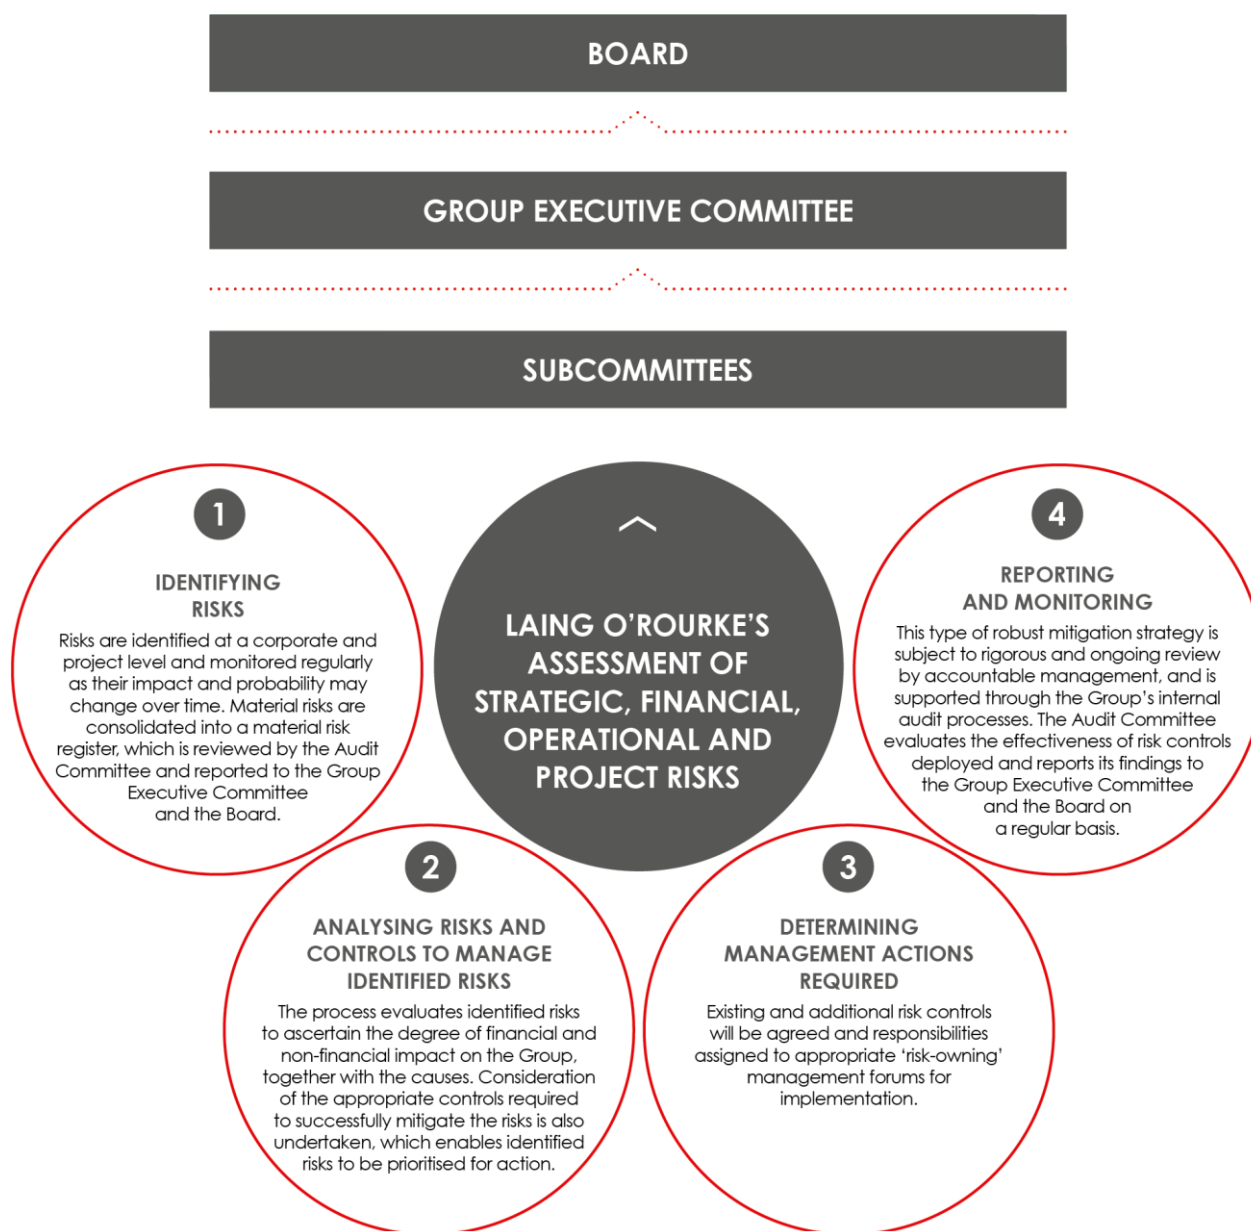 BOARD
GROUP EXECUTIVE COMMITTEE
SUBCOMMITTEES
LAING O’ROURKE’S
ASSESSMENT OF
STRATEGIC, FINANCIAL,
OPERATIONAL AND
PROJECT RISKS
1
IDENTIFYING
RISKS
Risks are identified at a corporate and
project level and monitored regularly
as their impact and probability may
change over time. Material risks are
consolidated into a material risk
register, which is reviewed by the Audit
Committee and reported to the Group
Executive Committee
and the Board.
2
ANALYSING RISKS AND
CONTROLS TO MANAGE
IDENTIFIED RISKS
The process evaluates identified risks
to ascertain the degree of financial and
non-financial impact on the Group,
together with the causes. Consideration
of the appropriate controls required
to successfully mitigate the risks is also
undertaken, which enables identified
risks to be prioritised for action.
3
DETERMINING
MANAGEMENT ACTIONS
REQUIRED
Existing and additional risk controls
will be agreed and responsibilities
assigned to appropriate ‘risk-owning’
management forums for
implementation.
4
REPORTING
AND MONITORING
This type of robust mitigation strategy is
subject to rigorous and ongoing review
by accountable management, and is
supported through the Group’s internal
audit processes. The Audit Committee
evaluates the effectiveness of risk controls
deployed and reports its findings to
the Group Executive Committee
and the Board on
a regular basis.